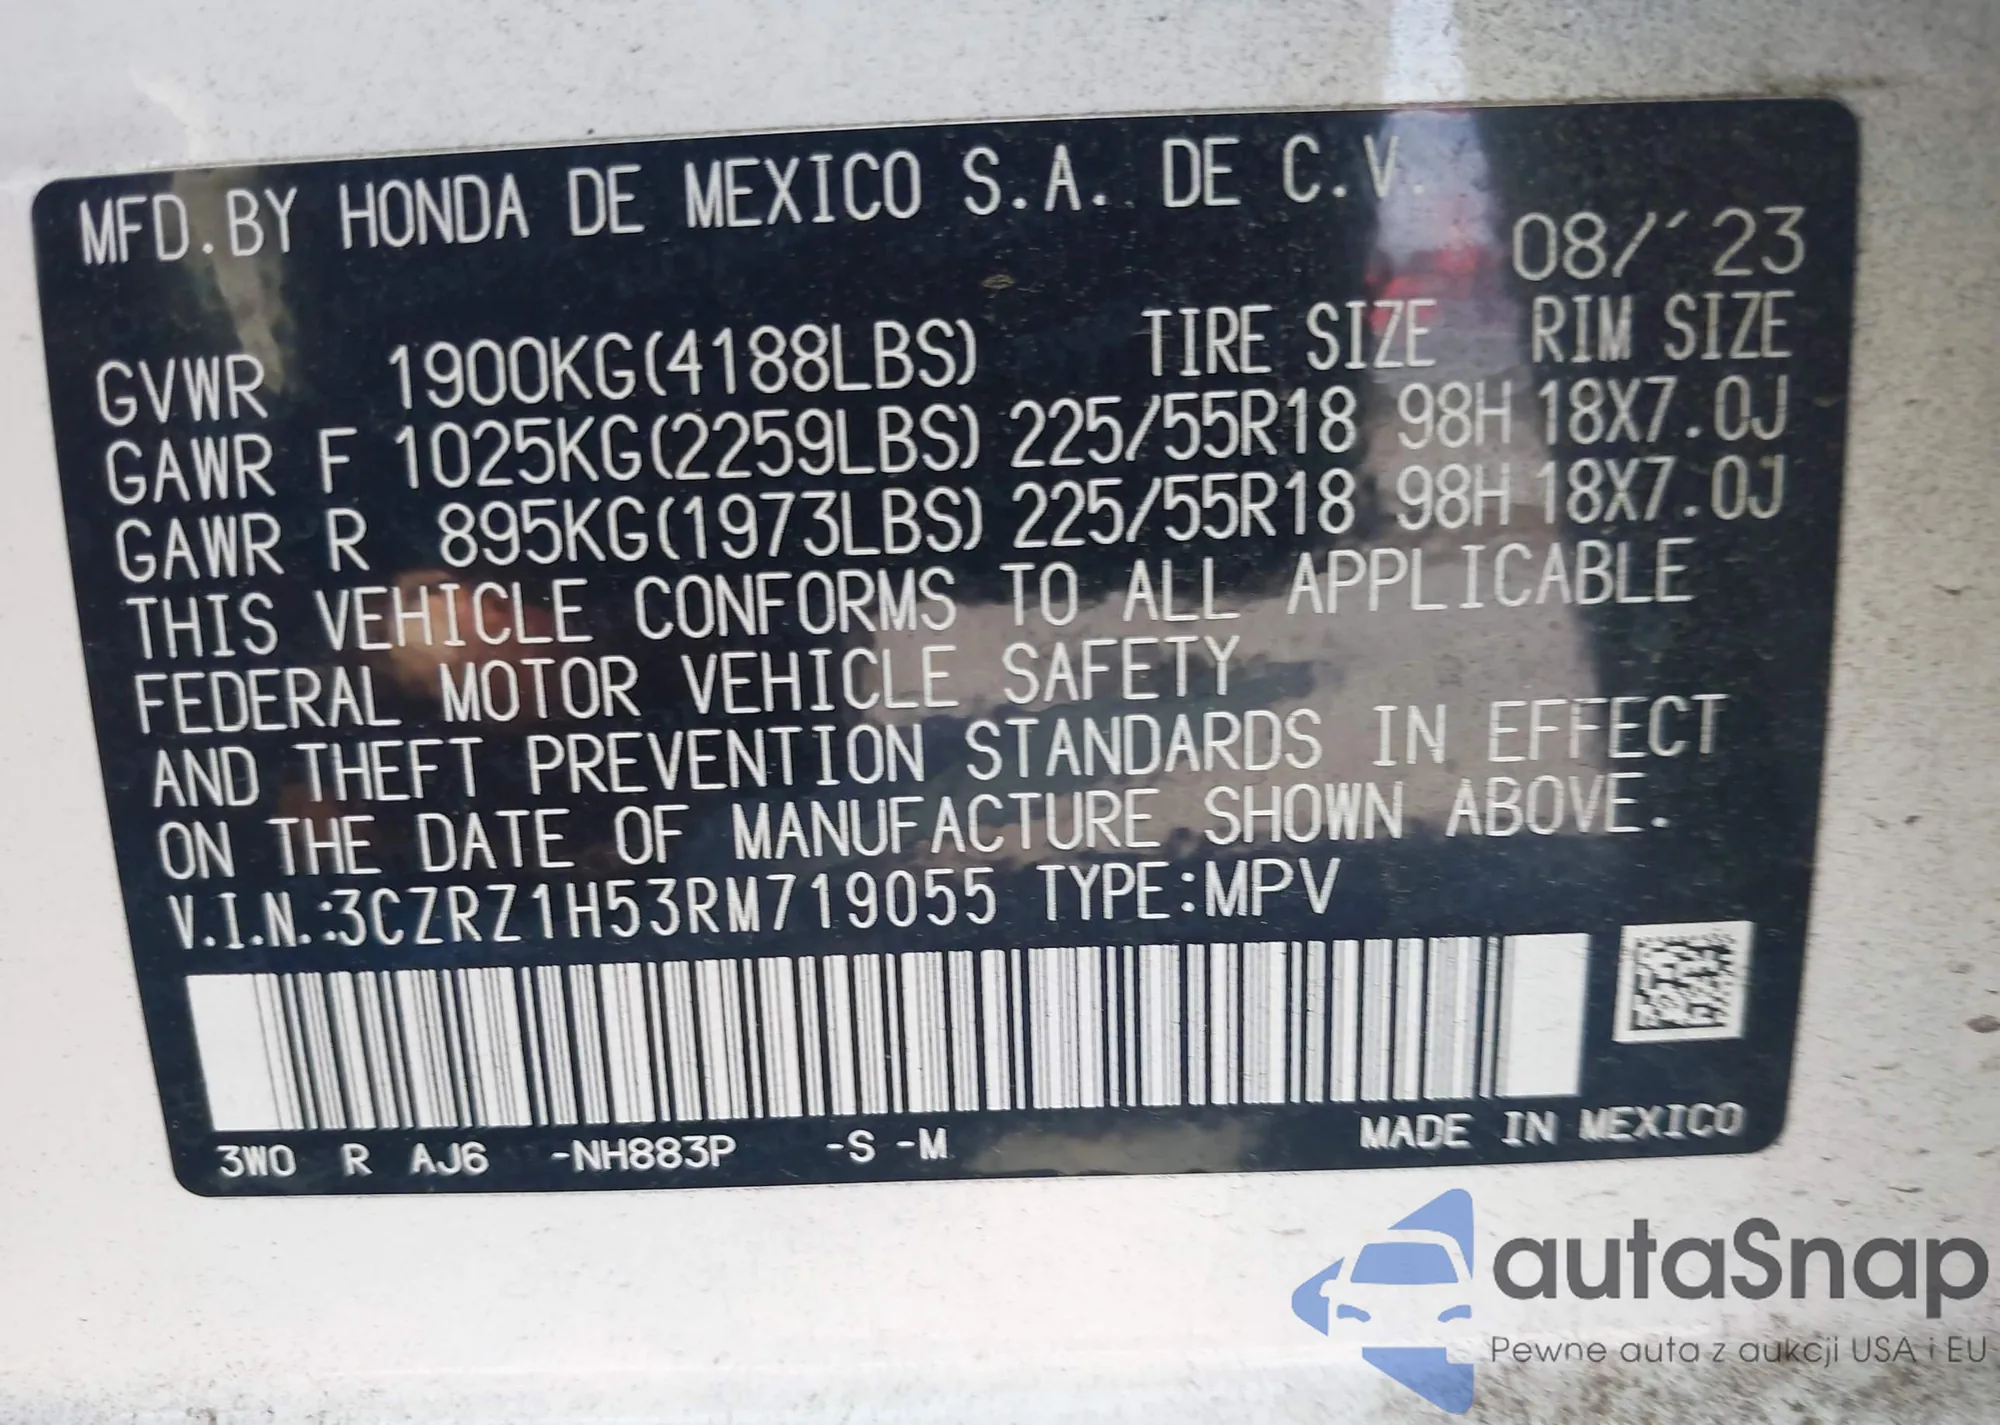 MFD.BY HONDA DE MEXICO S.A. DE C.V.
08/´23
TIRE SIZE RIM SIZE
GVWR 1900KG(4188LBS)
GAWR F 1025KG(2259LBS) 225/55R18 98H 18X7.0J
GAWR R 895KG(1973LBS) 225/55R18 98H 18X7.0J
THIS VEHICLE CONFORMS TO ALL APPLICABLE
FEDERAL MOTOR VEHICLE SAFETY
AND THEFT PREVENTION STANDARDS IN EFFECT
ON THE DATE OF MANUFACTURE SHOWN ABOVE.
V.I.N.:3CZRZ1H53RM719055 TYPE:MPV
3W0 R AJ6 -NH883P -S -M MADE IN MEXICO
autaSnap
Pewne auta z aukcji USA i EU